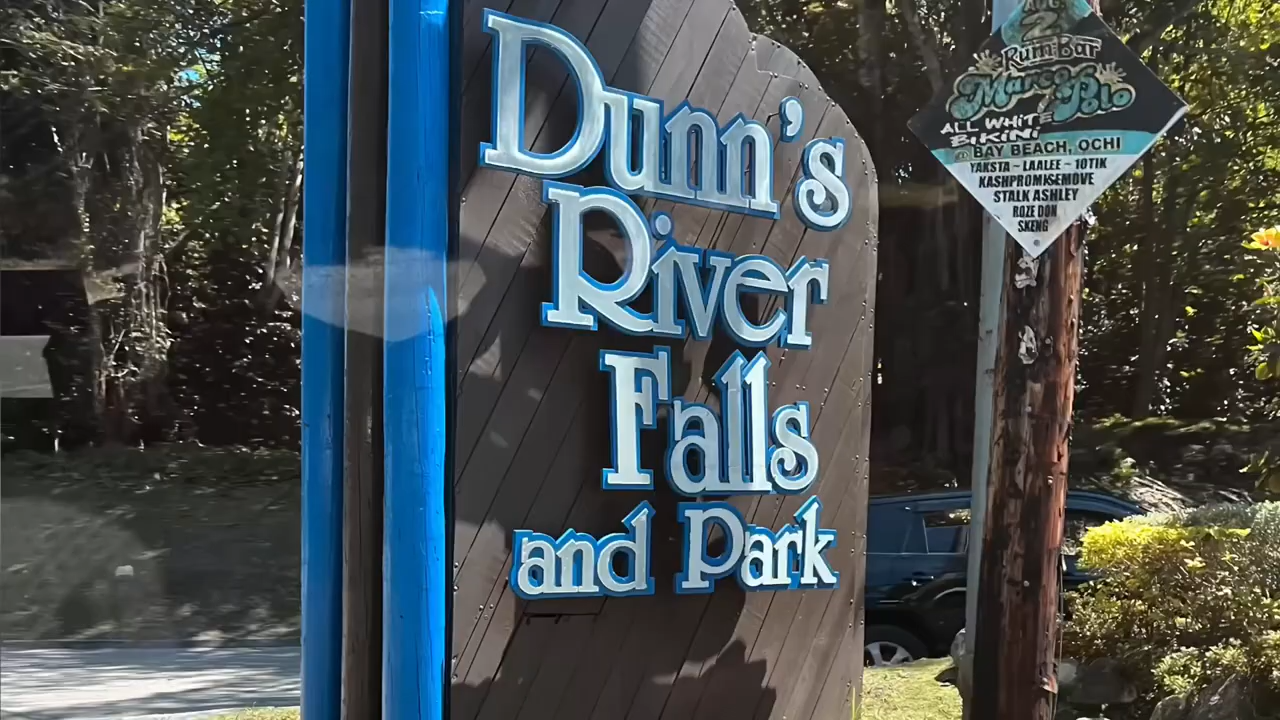 Dunn's
River
Falls
and Park
2
Rum-Bar
Marco Polo
ALL WHITE
BIKINI
@ BAY BEACH, OCHI
YAKSTA ~ LAALEE ~ 10TIK
KASHPROMISEMOVE
STALK ASHLEY
ROZE DON
SKENG